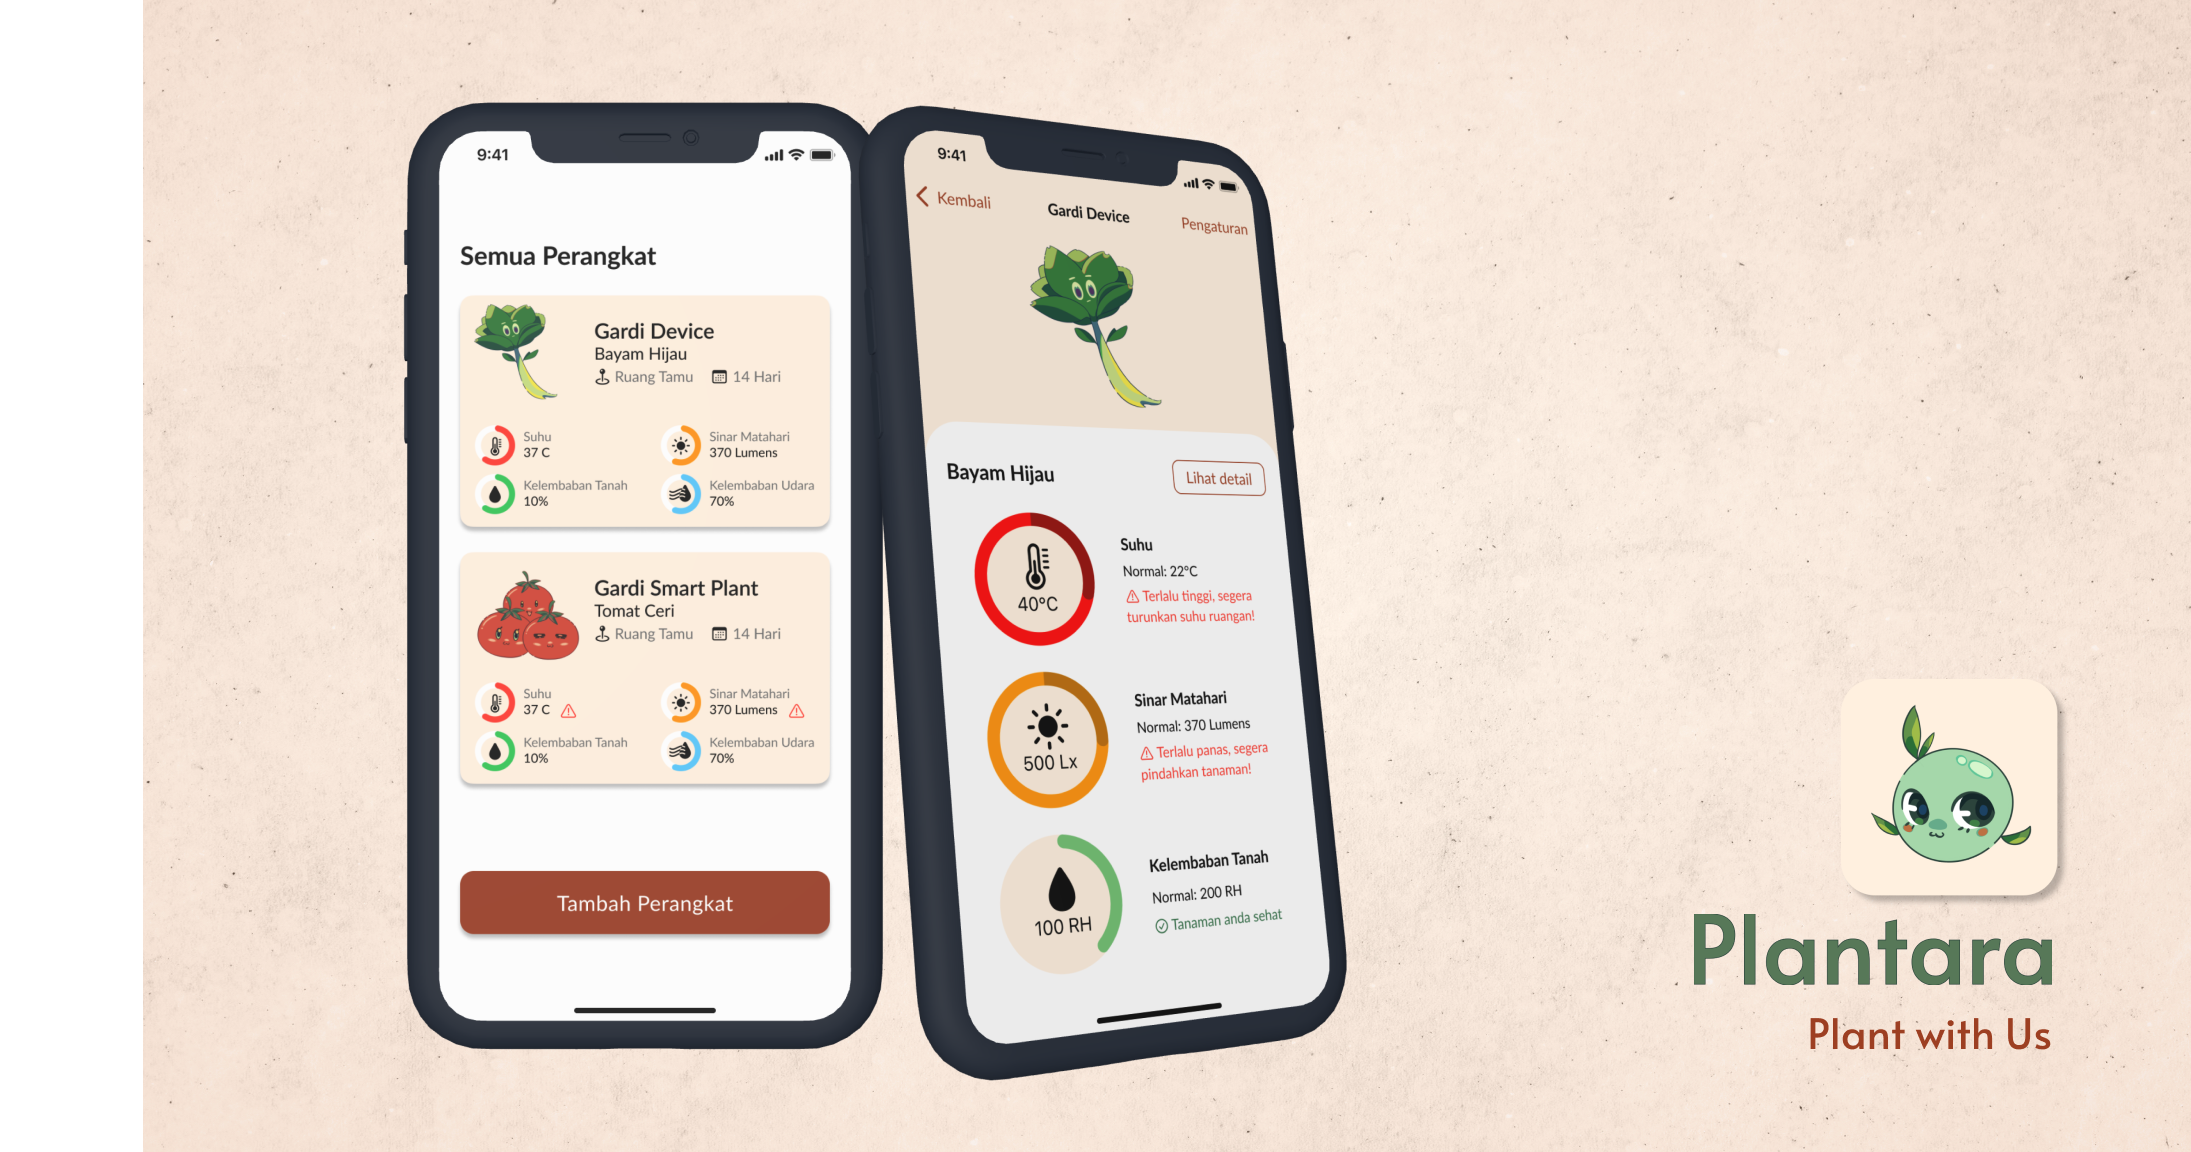 9:41
Semua Perangkat
Gardi Device
Bayam Hijau
Ruang Tamu 14 Hari
Suhu
37 C
Sinar Matahari
370 Lumens
Kelembaban Tanah
10%
Kelembaban Udara
70%
Gardi Smart Plant
Tomat Ceri
Ruang Tamu 14 Hari
Suhu
37 C
Sinar Matahari
370 Lumens
Kelembaban Tanah
10%
Kelembaban Udara
70%
Tambah Perangkat
9:41
Kembali
Gardi Device
Pengaturan
Bayam Hijau
Lihat detail
40°C
Suhu
Normal: 22°C
Terlalu tinggi, segera
turunkan suhu ruangan!
500 Lx
Sinar Matahari
Normal: 370 Lumens
Terlalu panas, segera
pindahkan tanaman!
100 RH
Kelembaban Tanah
Normal: 200 RH
Tanaman anda sehat
Plantara
Plant with Us